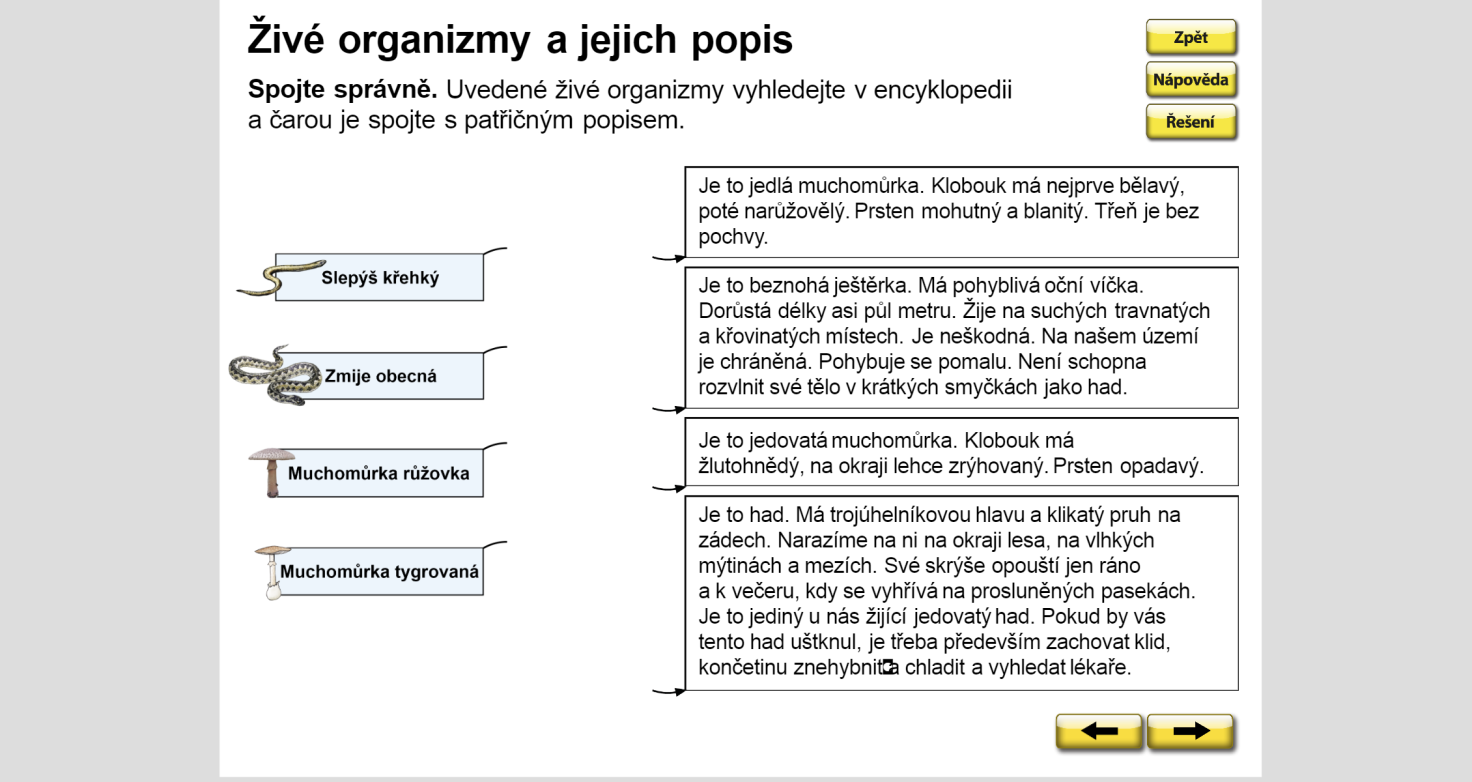 Živé organizmy a jejich popis
Zpět
Nápověda
Řešení
Spojte správně. Uvedené živé organizmy vyhledejte v encyklopedii
a čarou je spojte s patřičným popisem.
Slepýš křehký
Zmije obecná
Muchomůrka růžovka
Muchomůrka tygrovaná
Je to jedlá muchomůrka. Klobouk má nejprve bělavý,
poté narůžovělý. Prsten mohutný a blanitý. Třeň je bez
pochvy.
Je to beznohá ještěrka. Má pohyblivá oční víčka.
Dorůstá délky asi půl metru. Žije na suchých travnatých
a křovinatých místech. Je neškodná. Na našem území
je chráněná. Pohybuje se pomalu. Není schopna
rozvlnit své tělo v krátkých smyčkách jako had.
Je to jedovatá muchomůrka. Klobouk má
žlutohnědý, na okraji lehce zrýhovaný. Prsten opadavý.
Je to had. Má trojúhelníkovou hlavu a klikatý pruh na
zádech. Narazíme na ni na okraji lesa, na vlhkých
mýtinách a mezích. Své skrýše opouští jen ráno
a k večeru, kdy se vyhřívá na prosluněných pasekách.
Je to jediný u nás žijící jedovatý had. Pokud by vás
tento had uštknul, je třeba především zachovat klid,
končetinu znehybnit a chladit a vyhledat lékaře.